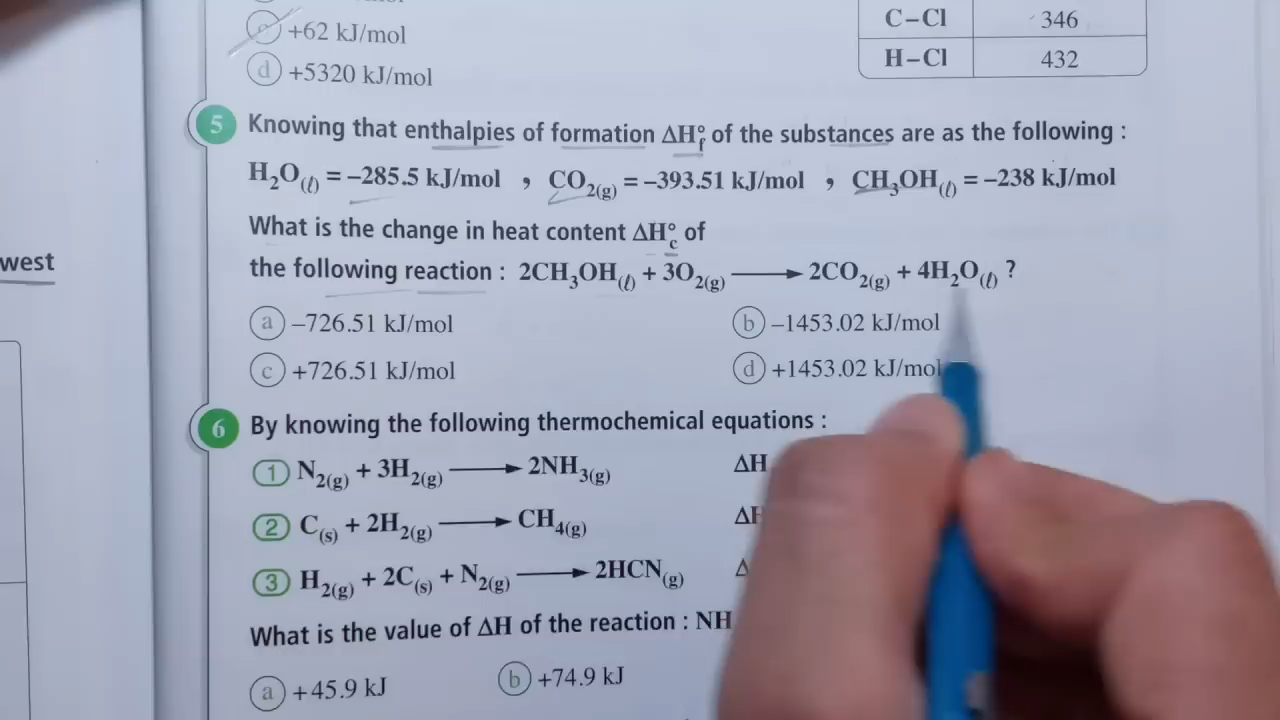 +62 kJ/mol
d +5320 kJ/mol
C–Cl 346
H–Cl 432
west
5 Knowing that enthalpies of formation ΔH°f of the substances are as the following :
H₂O(ℓ) = –285.5 kJ/mol , CO₂(g) = –393.51 kJ/mol , CH₃OH(ℓ) = –238 kJ/mol
What is the change in heat content ΔH°c of
the following reaction : 2CH₃OH(ℓ) + 3O₂(g) ⟶ 2CO₂(g) + 4H₂O(ℓ) ?
a –726.51 kJ/mol b –1453.02 kJ/mol
c +726.51 kJ/mol d +1453.02 kJ/mol
6 By knowing the following thermochemical equations :
1 N₂(g) + 3H₂(g) ⟶ 2NH₃(g) ΔH
2 C(s) + 2H₂(g) ⟶ CH₄(g)
3 H₂(g) + 2C(s) + N₂(g) ⟶ 2HCN(g)
What is the value of ΔH of the reaction : NH
a +45.9 kJ b +74.9 kJ